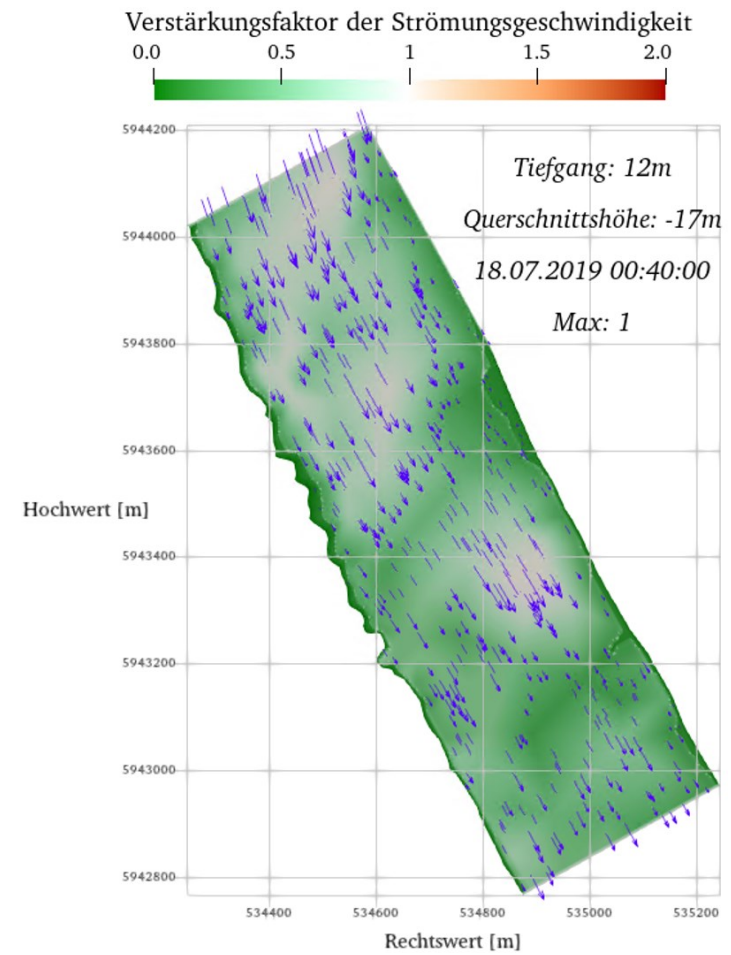 Verstärkungsfaktor der Strömungsgeschwindigkeit
0.0 0.5 1 1.5 2.0
5944200
Tiefgang: 12m
Querschnittshöhe: -17m
5944000
18.07.2019 00:40:00
Max: 1
5943800
5943600
Hochwert [m]
5943400
5943200
5943000
5942800
534400 534600 534800 535000 535200
Rechtswert [m]